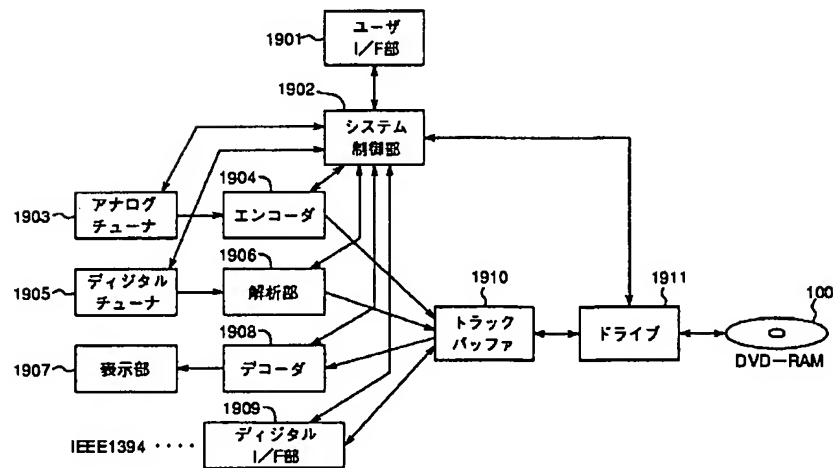 1901
ユーザ
I/F部
1902
システム
制御部
1903
アナログ
チューナ
1904
エンコーダ
1905
ディジタル
チューナ
1906
解析部
1907
表示部
1908
デコーダ
1909
IEEE1394 ‥‥
ディジタル
I/F部
1910
トラック
バッファ
1911
ドライブ
100
DVD-RAM